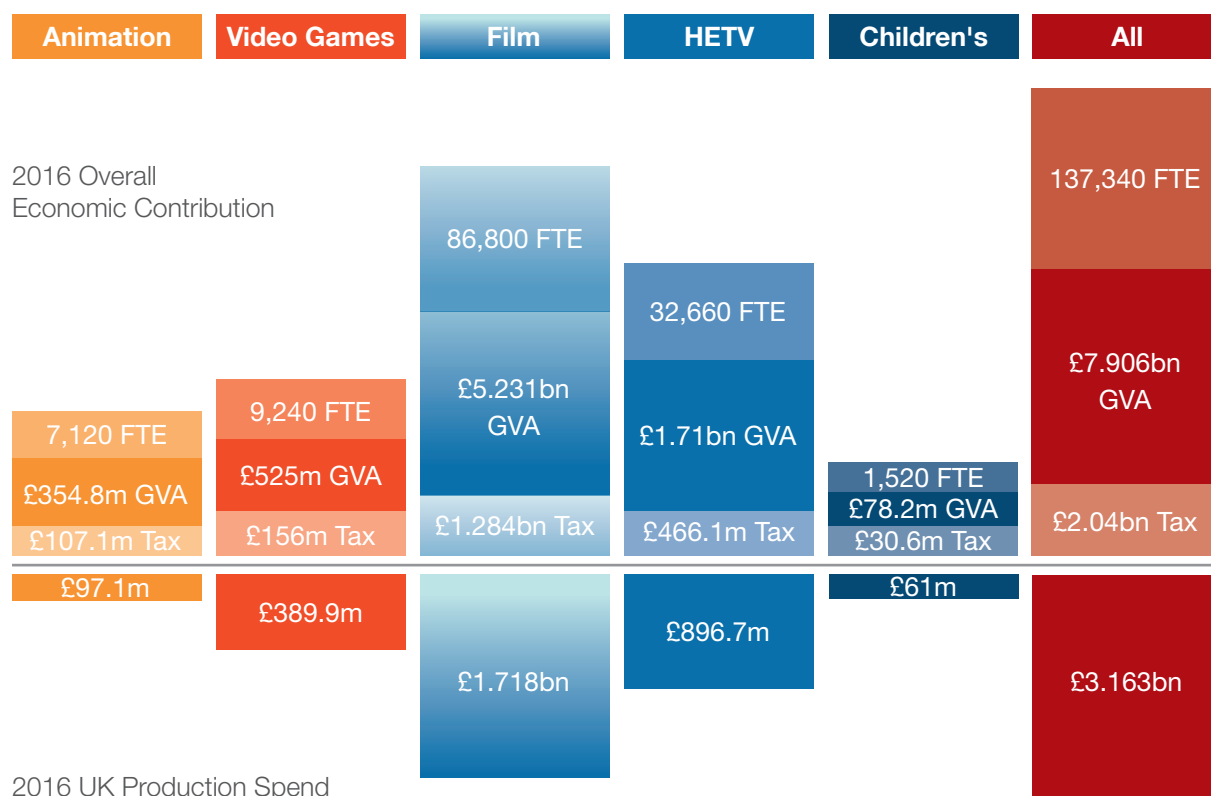 Animation
Video Games
Film
HETV
Children's
All
2016 Overall
Economic Contribution
7,120 FTE
£354.8m GVA
£107.1m Tax
9,240 FTE
£525m GVA
£156m Tax
86,800 FTE
£5.231bn
GVA
£1.284bn Tax
32,660 FTE
£1.71bn GVA
£466.1m Tax
1,520 FTE
£78.2m GVA
£30.6m Tax
137,340 FTE
£7.906bn
GVA
£2.04bn Tax
£97.1m
£389.9m
£1.718bn
£896.7m
£61m
£3.163bn
2016 UK Production Spend